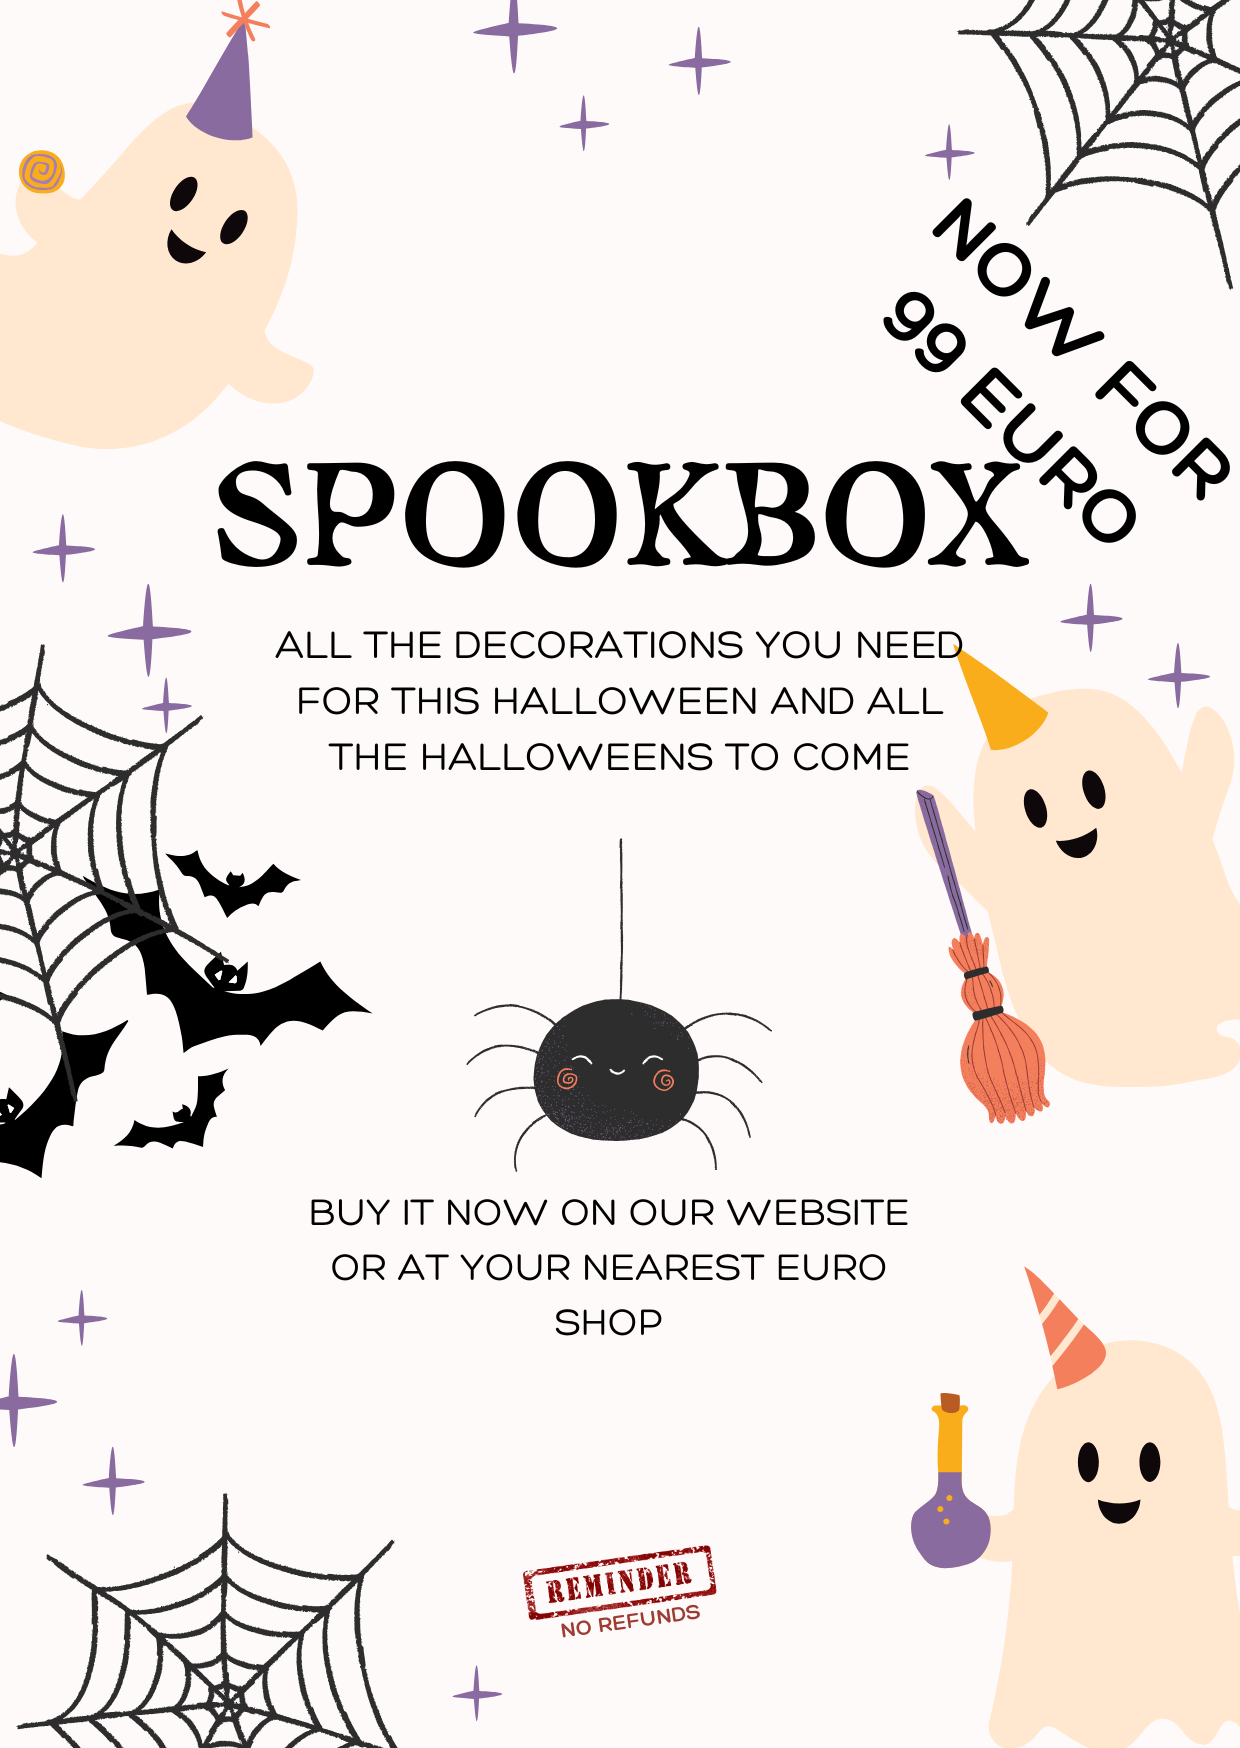 NOW FOR
99 EURO
SPOOKBOX
ALL THE DECORATIONS YOU NEED
FOR THIS HALLOWEEN AND ALL
THE HALLOWEENS TO COME
BUY IT NOW ON OUR WEBSITE
OR AT YOUR NEAREST EURO
SHOP
REMINDER
NO REFUNDS